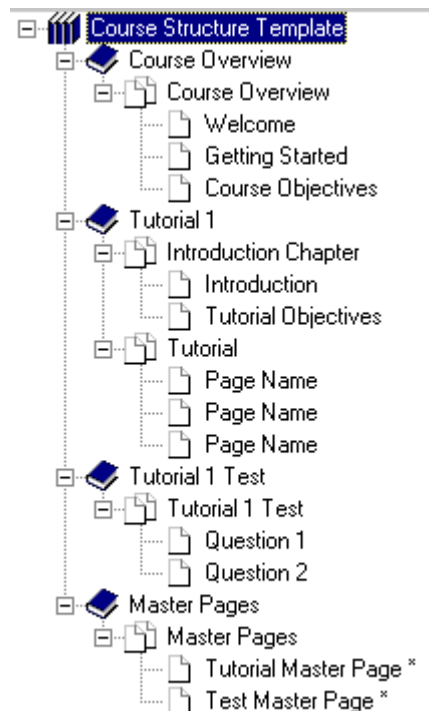 Course Structure Template
Course Overview
Course Overview
Welcome
Getting Started
Course Objectives
Tutorial 1
Introduction Chapter
Introduction
Tutorial Objectives
Tutorial
Page Name
Page Name
Page Name
Tutorial 1 Test
Tutorial 1 Test
Question 1
Question 2
Master Pages
Master Pages
Tutorial Master Page *
Test Master Page *